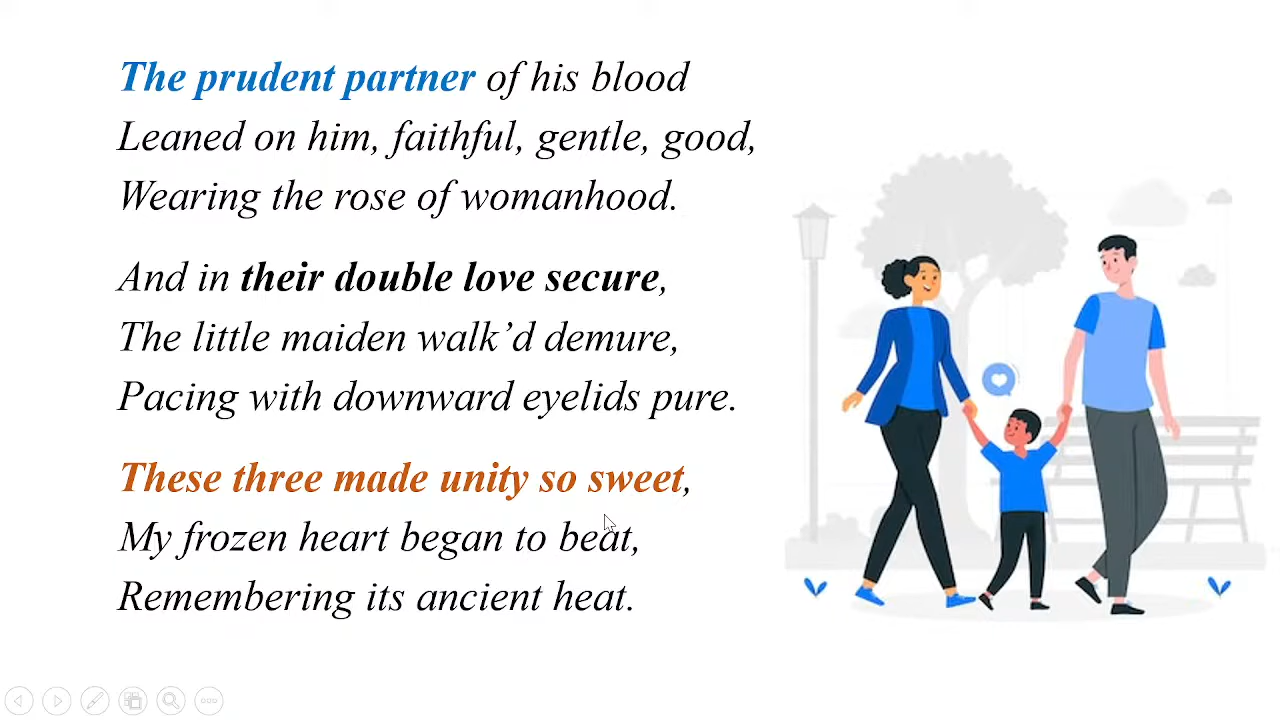 The prudent partner of his blood
Leaned on him, faithful, gentle, good,
Wearing the rose of womanhood.
And in their double love secure,
The little maiden walk’d demure,
Pacing with downward eyelids pure.
These three made unity so sweet,
My frozen heart began to beat,
Remembering its ancient heat.